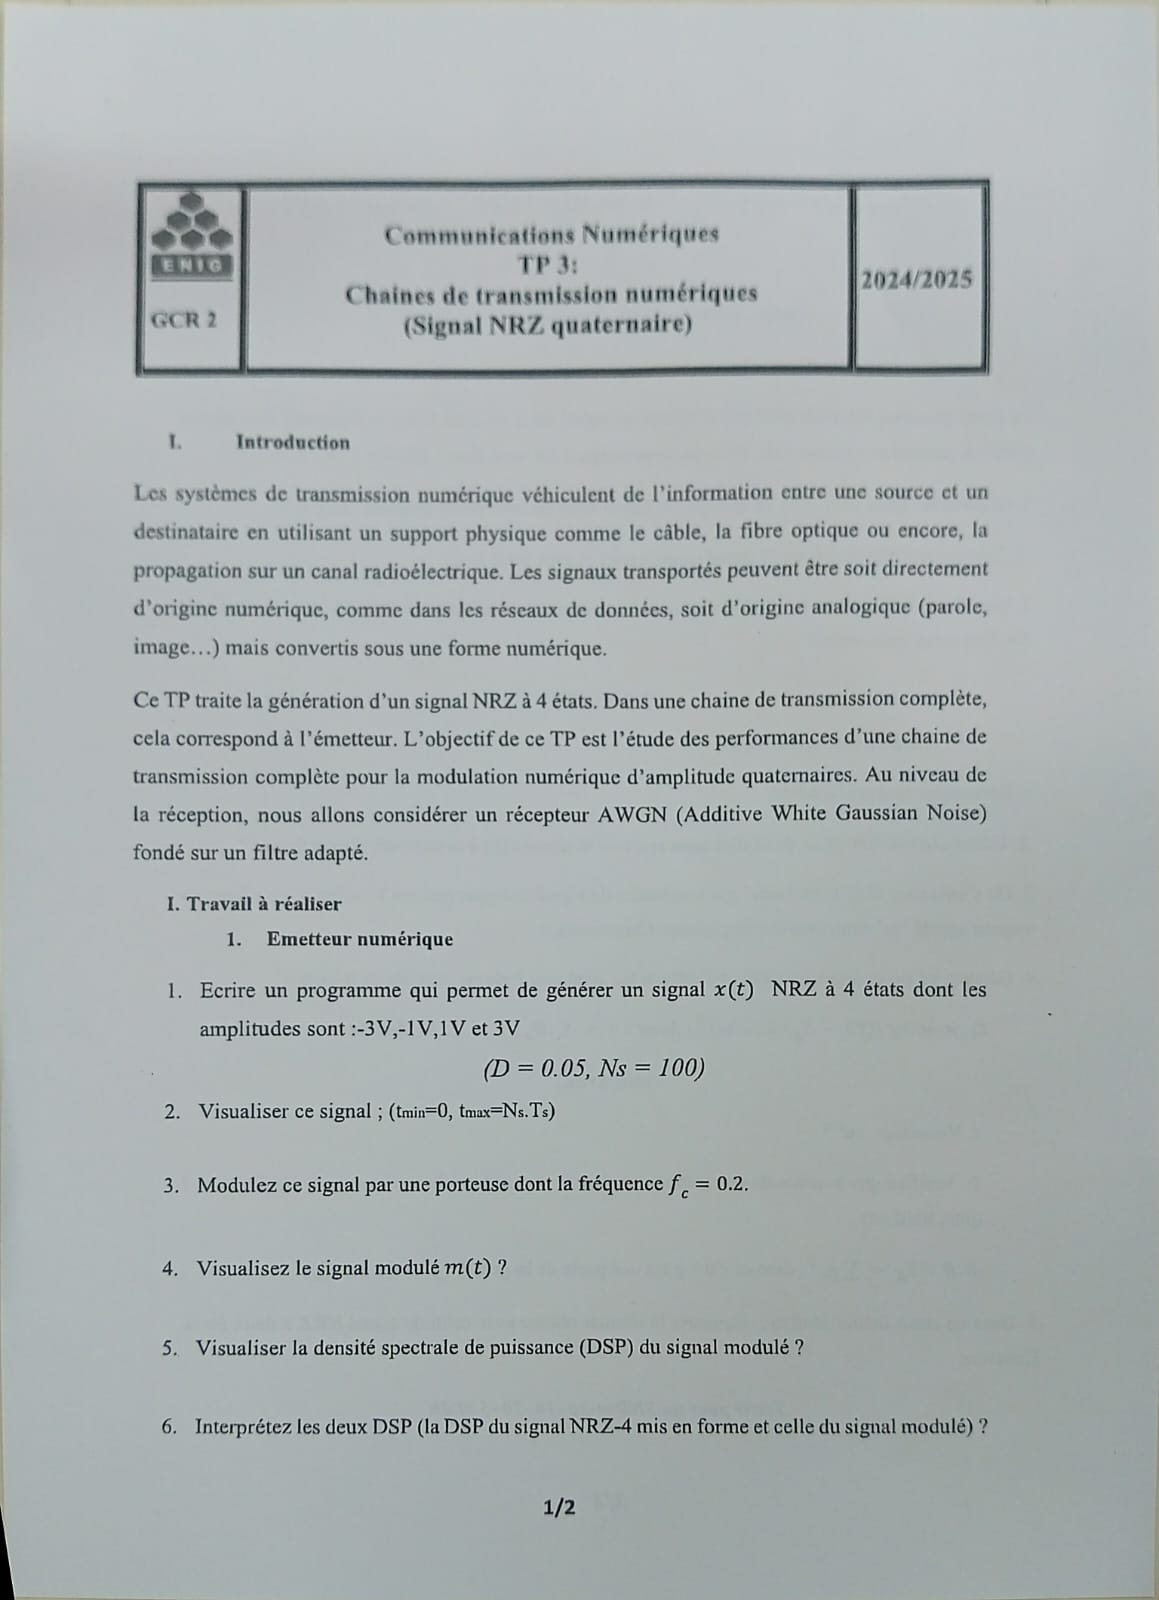 ENIG
GCR 2
Communications Numériques
TP 3:
Chaines de transmission numériques
(Signal NRZ quaternaire)
2024/2025
I. Introduction
Les systèmes de transmission numérique véhiculent de l'information entre une source et un
destinataire en utilisant un support physique comme le câble, la fibre optique ou encore, la
propagation sur un canal radioélectrique. Les signaux transportés peuvent être soit directement
d'origine numérique, comme dans les réseaux de données, soit d'origine analogique (parole,
image…) mais convertis sous une forme numérique.
Ce TP traite la génération d'un signal NRZ à 4 états. Dans une chaine de transmission complète,
cela correspond à l'émetteur. L'objectif de ce TP est l'étude des performances d'une chaine de
transmission complète pour la modulation numérique d'amplitude quaternaires. Au niveau de
la réception, nous allons considérer un récepteur AWGN (Additive White Gaussian Noise)
fondé sur un filtre adapté.
I. Travail à réaliser
1. Emetteur numérique
1. Ecrire un programme qui permet de générer un signal x(t) NRZ à 4 états dont les
amplitudes sont :-3V,-1V,1V et 3V
(D = 0.05, Ns = 100)
2. Visualiser ce signal ; (tmin=0, tmax=Ns.Ts)
3. Modulez ce signal par une porteuse dont la fréquence fc = 0.2.
4. Visualisez le signal modulé m(t) ?
5. Visualiser la densité spectrale de puissance (DSP) du signal modulé ?
6. Interprétez les deux DSP (la DSP du signal NRZ-4 mis en forme et celle du signal modulé) ?
1/2